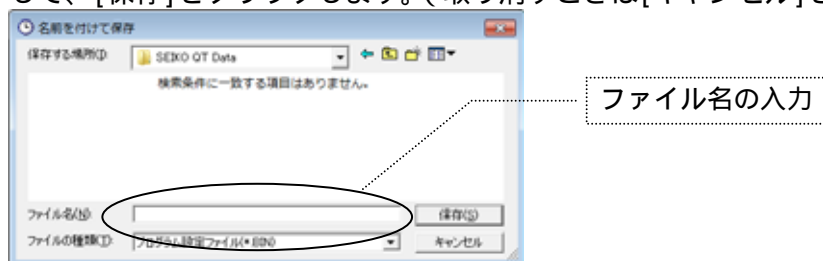 して、[保存]をクリックします。(取り消すときは[キャンセル]を
名前を付けて保存
保存する場所(I): SEIKO QT Data
検索条件に一致する項目はありません。
ファイル名の入力
ファイル名(N): 保存(S)
ファイルの種類(T): プログラム設定ファイル(*.BIN) キャンセル